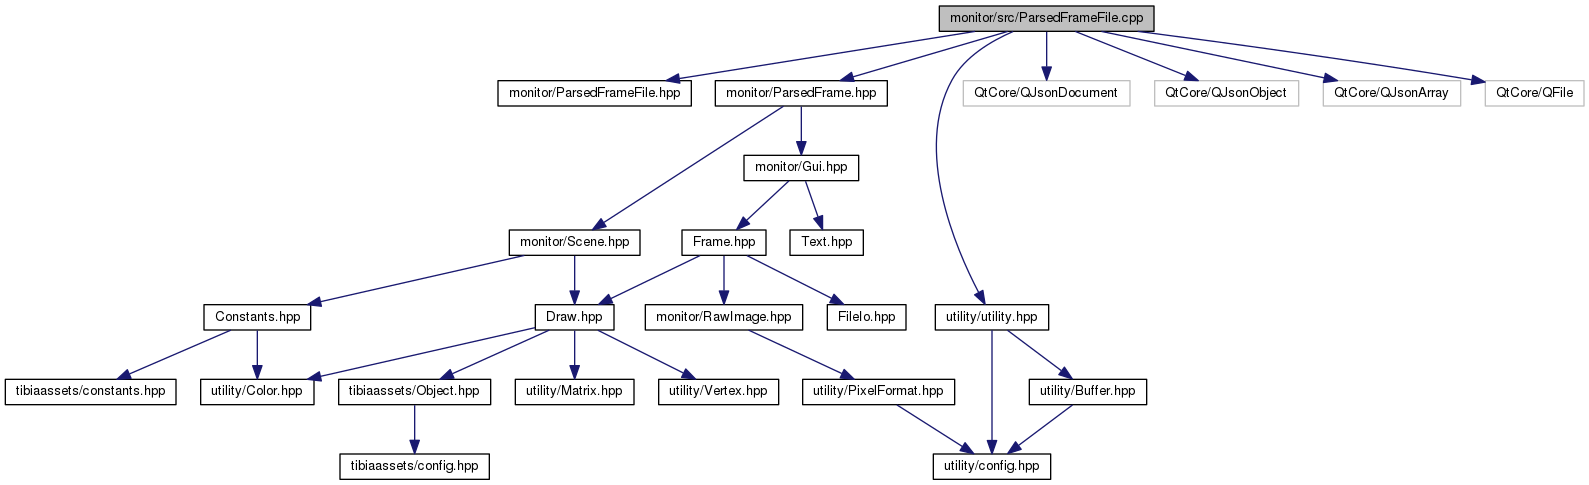 monitor/src/ParsedFrameFile.cpp
monitor/ParsedFrameFile.hpp
monitor/ParsedFrame.hpp
QtCore/QJsonDocument
QtCore/QJsonObject
QtCore/QJsonArray
QtCore/QFile
monitor/Gui.hpp
monitor/Scene.hpp
Frame.hpp
Text.hpp
Constants.hpp
Draw.hpp
monitor/RawImage.hpp
FileIo.hpp
utility/utility.hpp
tibiaassets/constants.hpp
utility/Color.hpp
tibiaassets/Object.hpp
utility/Matrix.hpp
utility/Vertex.hpp
utility/PixelFormat.hpp
utility/Buffer.hpp
tibiaassets/config.hpp
utility/config.hpp